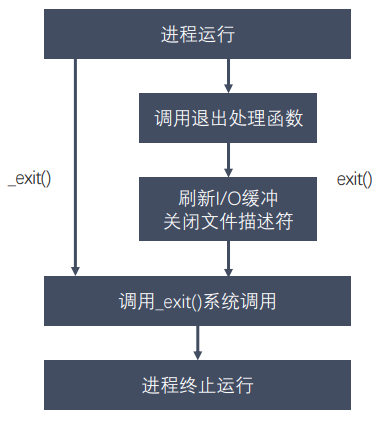 进程运行
调用退出处理函数
_exit()
exit()
刷新I/O缓冲
关闭文件描述符
调用_exit()系统调用
进程终止运行